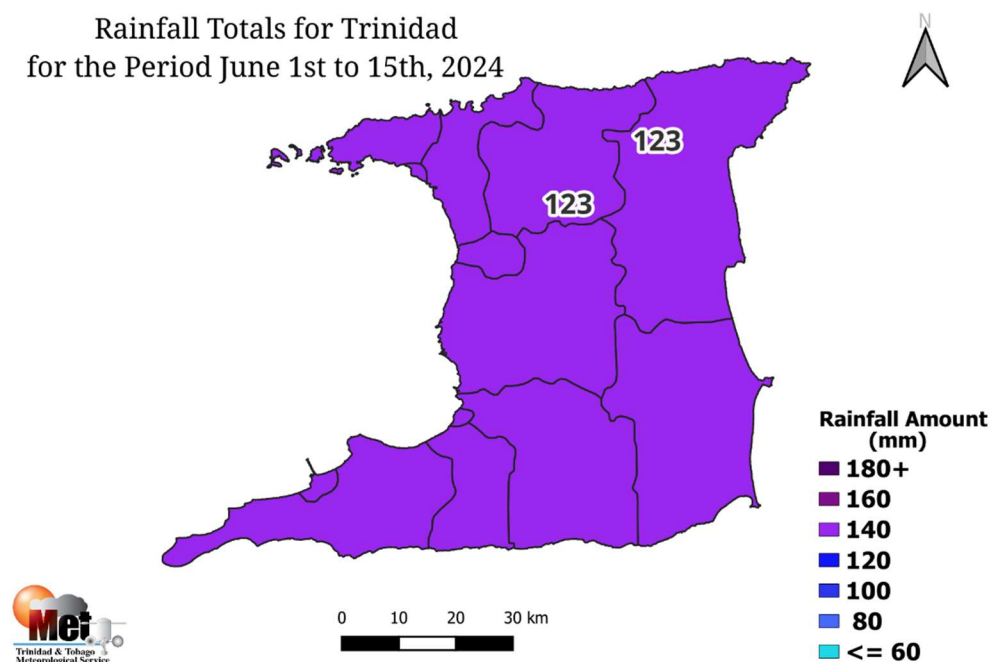 Rainfall Totals for Trinidad
for the Period June 1st to 15th, 2024
N
123
123
Rainfall Amount
(mm)
180+
160
140
120
100
80
<= 60
0 10 20 30 km
Met
Trinidad & Tobago
Meteorological Service